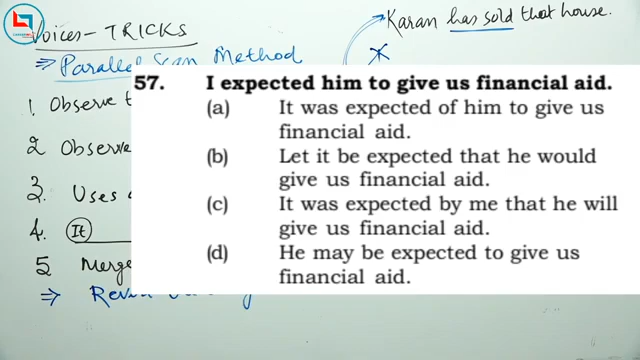 Voices - TRICKS
Karan has sold that house.
⇒ Parallel Scan Method
57. I expected him to give us financial aid.
(a) It was expected of him to give us
financial aid.
(b) Let it be expected that he would
give us financial aid.
(c) It was expected by me that he will
give us financial aid.
(d) He may be expected to give us
financial aid.
1. Observe
2 Observe
3. Uses
4. It
5
⇒